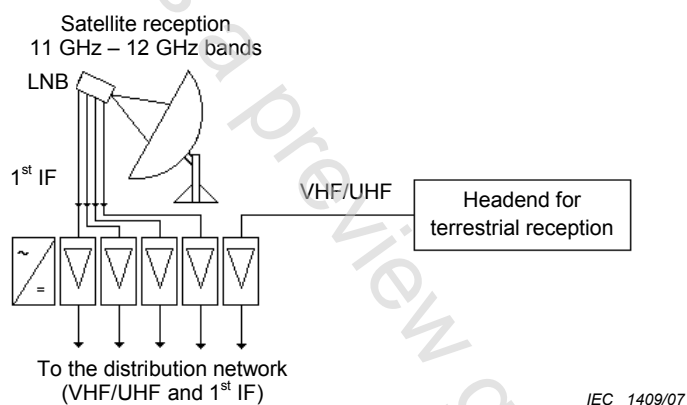 Satellite reception
11 GHz – 12 GHz bands
LNB
1st IF
VHF/UHF
Headend for
terrestrial reception
~
=
To the distribution network
(VHF/UHF and 1st IF)
IEC 1409/07
s a preview